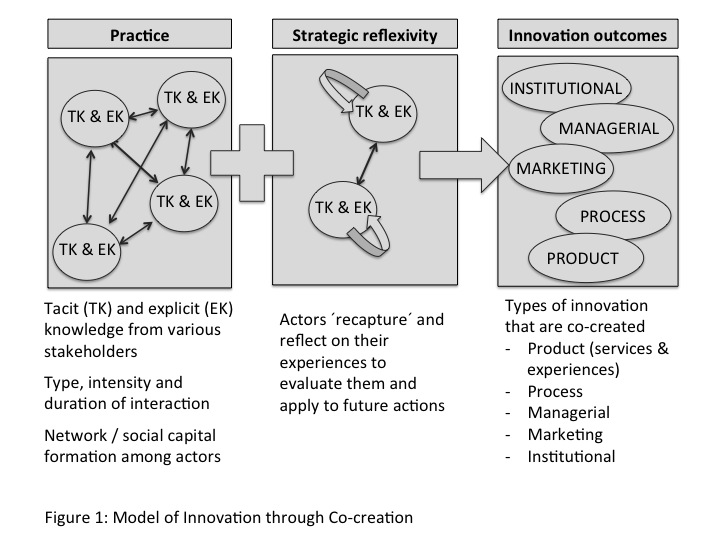 Practice
Strategic reflexivity
Innovation outcomes
TK & EK
TK & EK
TK & EK
TK & EK
TK & EK
TK & EK
INSTITUTIONAL
MANAGERIAL
MARKETING
PROCESS
PRODUCT
Tacit (TK) and explicit (EK)
knowledge from various
stakeholders
Type, intensity and
duration of interaction
Network / social capital
formation among actors
Actors ´recapture´ and
reflect on their
experiences to
evaluate them and
apply to future actions
Types of innovation
that are co-created
- Product (services &
experiences)
- Process
- Managerial
- Marketing
- Institutional
Figure 1: Model of Innovation through Co-creation